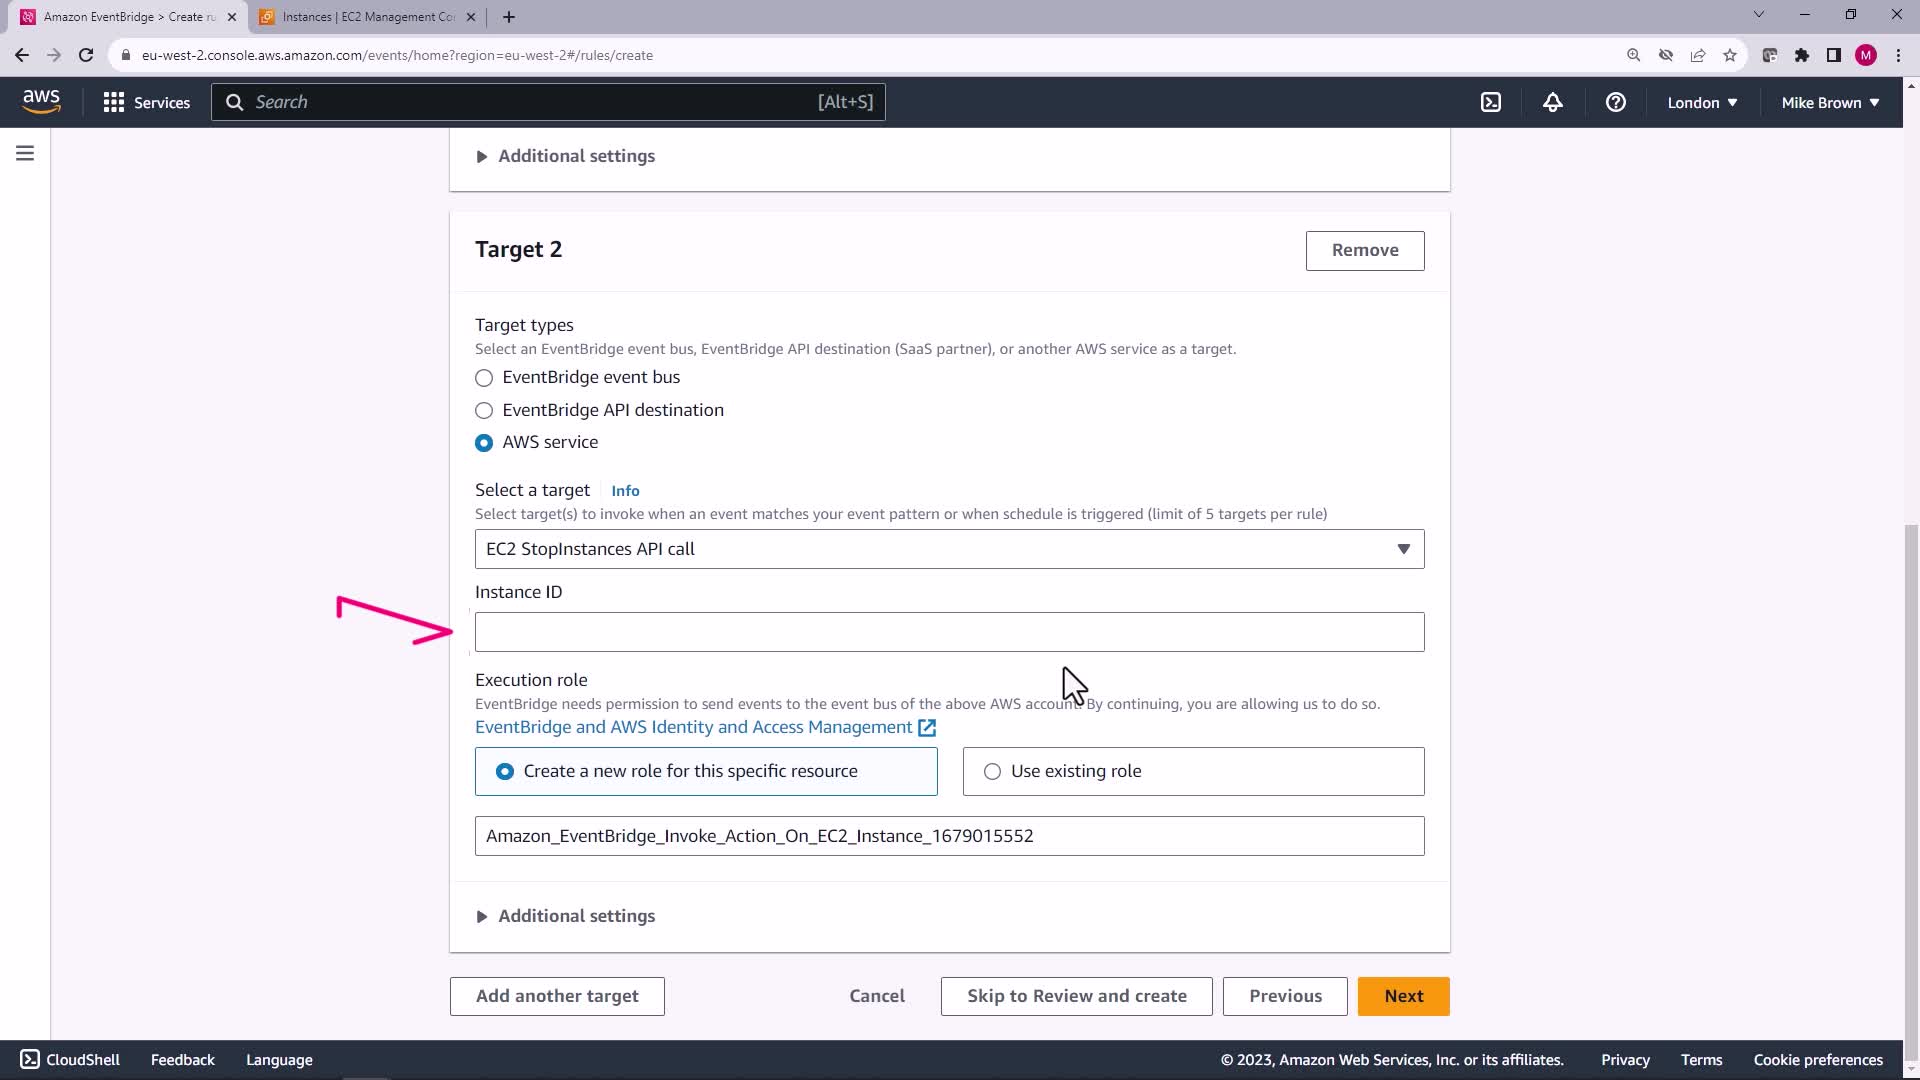 Amazon EventBridge > Create ru
Instances | EC2 Management Co
eu-west-2.console.aws.amazon.com/events/home?region=eu-west-2#/rules/create
M
aws
Services
Search
[Alt+S]
London
Mike Brown
Additional settings
Target 2
Remove
Target types
Select an EventBridge event bus, EventBridge API destination (SaaS partner), or another AWS service as a target.
EventBridge event bus
EventBridge API destination
AWS service
Select a target
Info
Select target(s) to invoke when an event matches your event pattern or when schedule is triggered (limit of 5 targets per rule)
EC2 StopInstances API call
Instance ID
Execution role
EventBridge needs permission to send events to the event bus of the above AWS account. By continuing, you are allowing us to do so.
EventBridge and AWS Identity and Access Management
Create a new role for this specific resource
Use existing role
Amazon_EventBridge_Invoke_Action_On_EC2_Instance_1679015552
Additional settings
Add another target
Cancel
Skip to Review and create
Previous
Next
CloudShell
Feedback
Language
© 2023, Amazon Web Services, Inc. or its affiliates.
Privacy
Terms
Cookie preferences